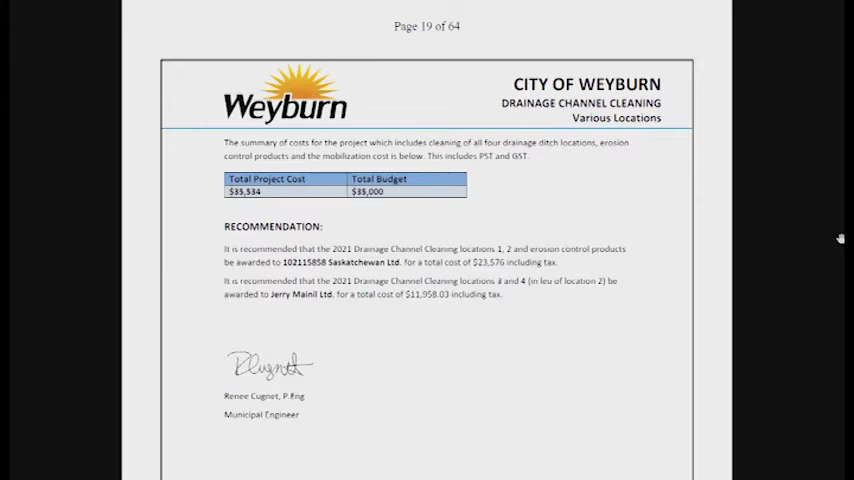 Page 19 of 64
Weyburn
CITY OF WEYBURN
DRAINAGE CHANNEL CLEANING
Various Locations
The summary of costs for the project which includes cleaning of all four drainage ditch locations, erosion
control products and the mobilization cost is below. This includes PST and GST.
Total Project Cost Total Budget
$35,534 $35,000
RECOMMENDATION:
It is recommended that the 2021 Drainage Channel Cleaning locations 1, 2 and erosion control products
be awarded to 102115858 Saskatchewan Ltd. for a total cost of $23,576 including tax.
It is recommended that the 2021 Drainage Channel Cleaning locations 3 and 4 (in leu of location 2) be
awarded to Jerry Mainil Ltd. for a total cost of $11,958.03 including tax.
RCugnet
Renee Cugnet, P.Eng
Municipal Engineer